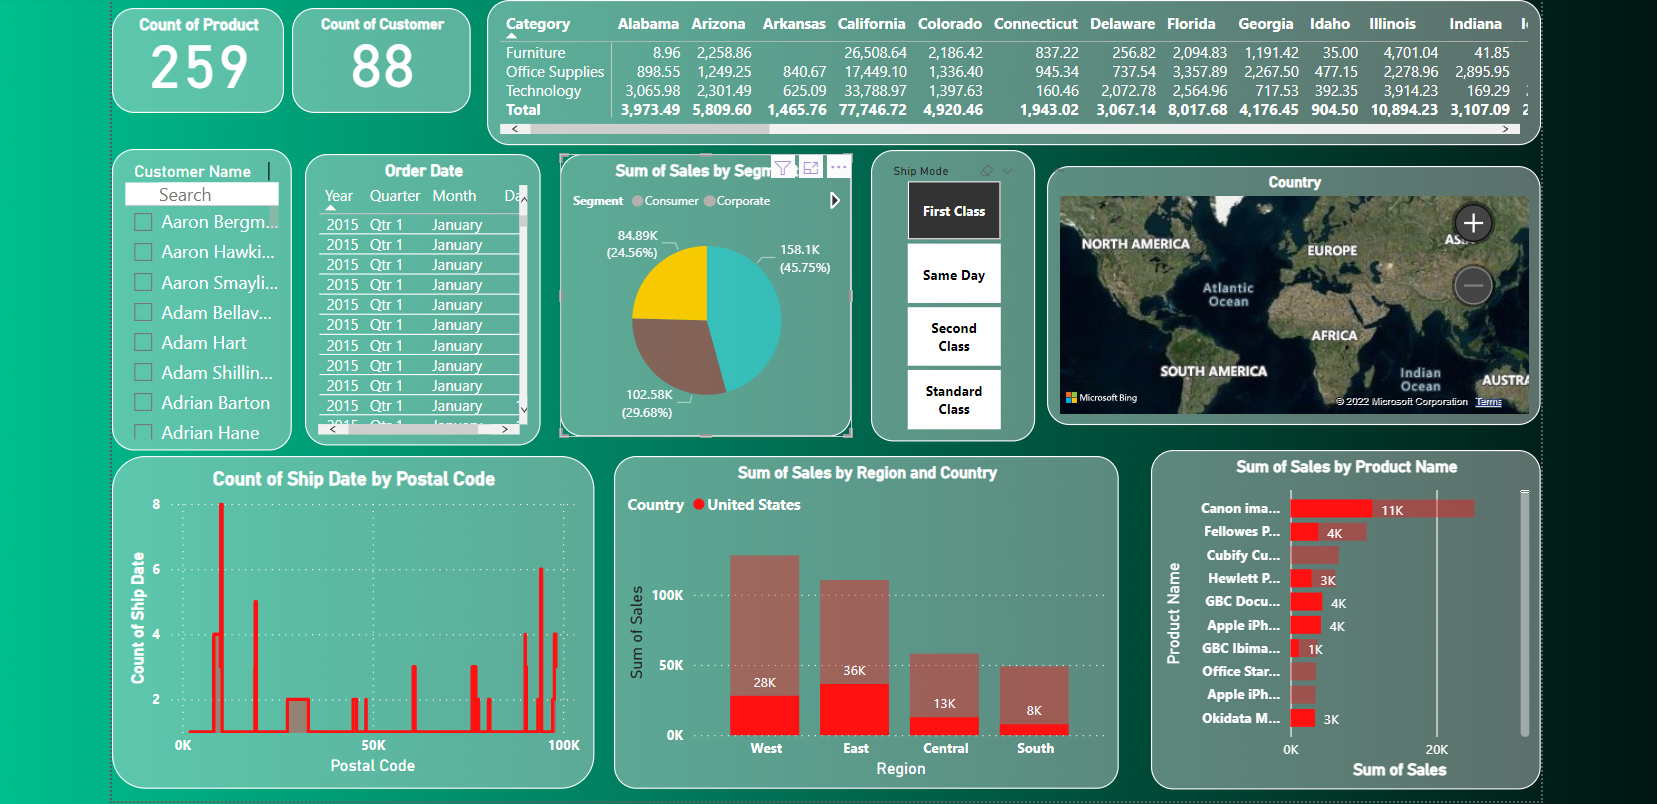 Count of Product
259
Count of Customer
88
Category Alabama Arizona Arkansas California Colorado Connecticut Delaware Florida Georgia Idaho Illinois Indiana
Furniture 8.96 2,258.86 26,508.64 2,186.42 837.22 256.82 2,094.83 1,191.42 35.00 4,701.04 41.85
Office Supplies 898.55 1,249.25 840.67 17,449.10 1,336.40 945.34 737.54 3,357.89 2,267.50 477.15 2,278.96 2,895.95
Technology 3,065.98 2,301.49 625.09 33,788.97 1,397.63 160.46 2,072.78 2,564.96 717.53 392.35 3,914.23 169.29
Total 3,973.49 5,809.60 1,465.76 77,746.72 4,920.46 1,943.02 3,067.14 8,017.68 4,176.45 904.50 10,894.23 3,107.09
Customer Name
Search
Aaron Bergm...
Aaron Hawki...
Aaron Smayli...
Adam Bellav...
Adam Hart
Adam Shillin...
Adrian Barton
Adrian Hane
Order Date
Year Quarter Month Da
2015 Qtr 1 January
2015 Qtr 1 January
2015 Qtr 1 January
2015 Qtr 1 January
2015 Qtr 1 January
2015 Qtr 1 January
2015 Qtr 1 January
2015 Qtr 1 January
2015 Qtr 1 January
2015 Qtr 1 January
Sum of Sales by Segm
Segment Consumer Corporate
84.89K
(24.56%)
158.1K
(45.75%)
102.58K
(29.68%)
Ship Mode
First Class
Same Day
Second
Class
Standard
Class
Country
NORTH AMERICA
EUROPE
AS
Atlantic
Ocean
AFRICA
SOUTH AMERICA
Indian
Ocean
AUSTRA
Microsoft Bing
© 2022 Microsoft Corporation Terms
Count of Ship Date by Postal Code
Count of Ship Date
8
6
4
2
0K 50K 100K
Postal Code
Sum of Sales by Region and Country
Country United States
Sum of Sales
100K
50K
0K
28K
36K
13K
8K
West East Central South
Region
Sum of Sales by Product Name
Product Name
Canon ima... 11K
Fellowes P... 4K
Cubify Cu...
Hewlett P... 3K
GBC Docu... 4K
Apple iPh... 4K
GBC Ibima... 1K
Office Star...
Apple iPh...
Okidata M... 3K
0K 20K
Sum of Sales